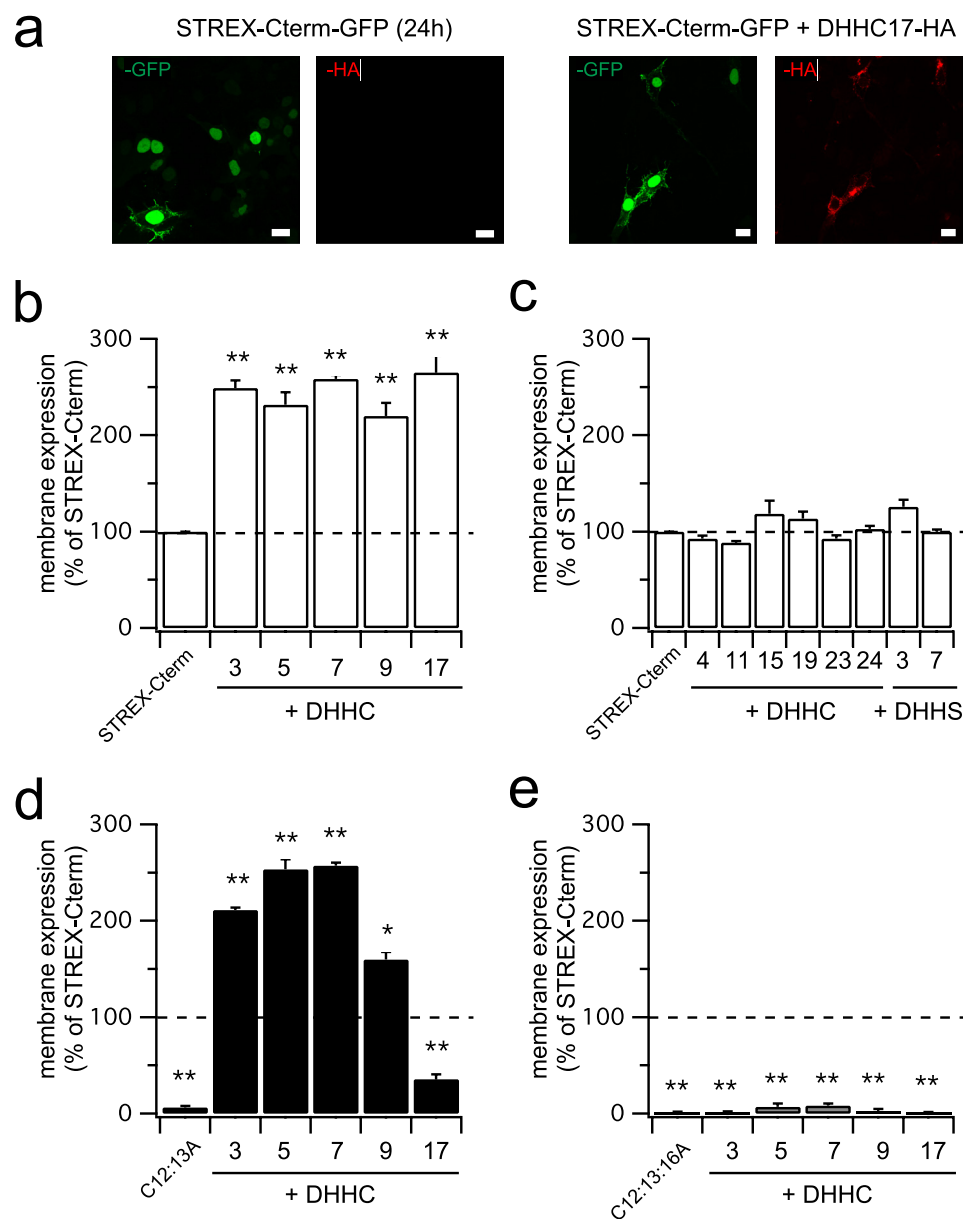 a
STREX-Cterm-GFP (24h)
STREX-Cterm-GFP + DHHC17-HA
-GFP
-HA
-GFP
-HA
b
membrane expression
(% of STREX-Cterm)
300
200
100
0
**
**
**
**
**
STREX-Cterm
3 5 7 9 17
+ DHHC
c
membrane expression
(% of STREX-Cterm)
300
200
100
0
STREX-Cterm
4 11 15 19 23 24 3 7
+ DHHC + DHHS
d
membrane expression
(% of STREX-Cterm)
300
200
100
0
**
**
**
**
*
**
C12:13A
3 5 7 9 17
+ DHHC
e
membrane expression
(% of STREX-Cterm)
300
200
100
0
** ** ** ** ** **
C12:13:16A
3 5 7 9 17
+ DHHC